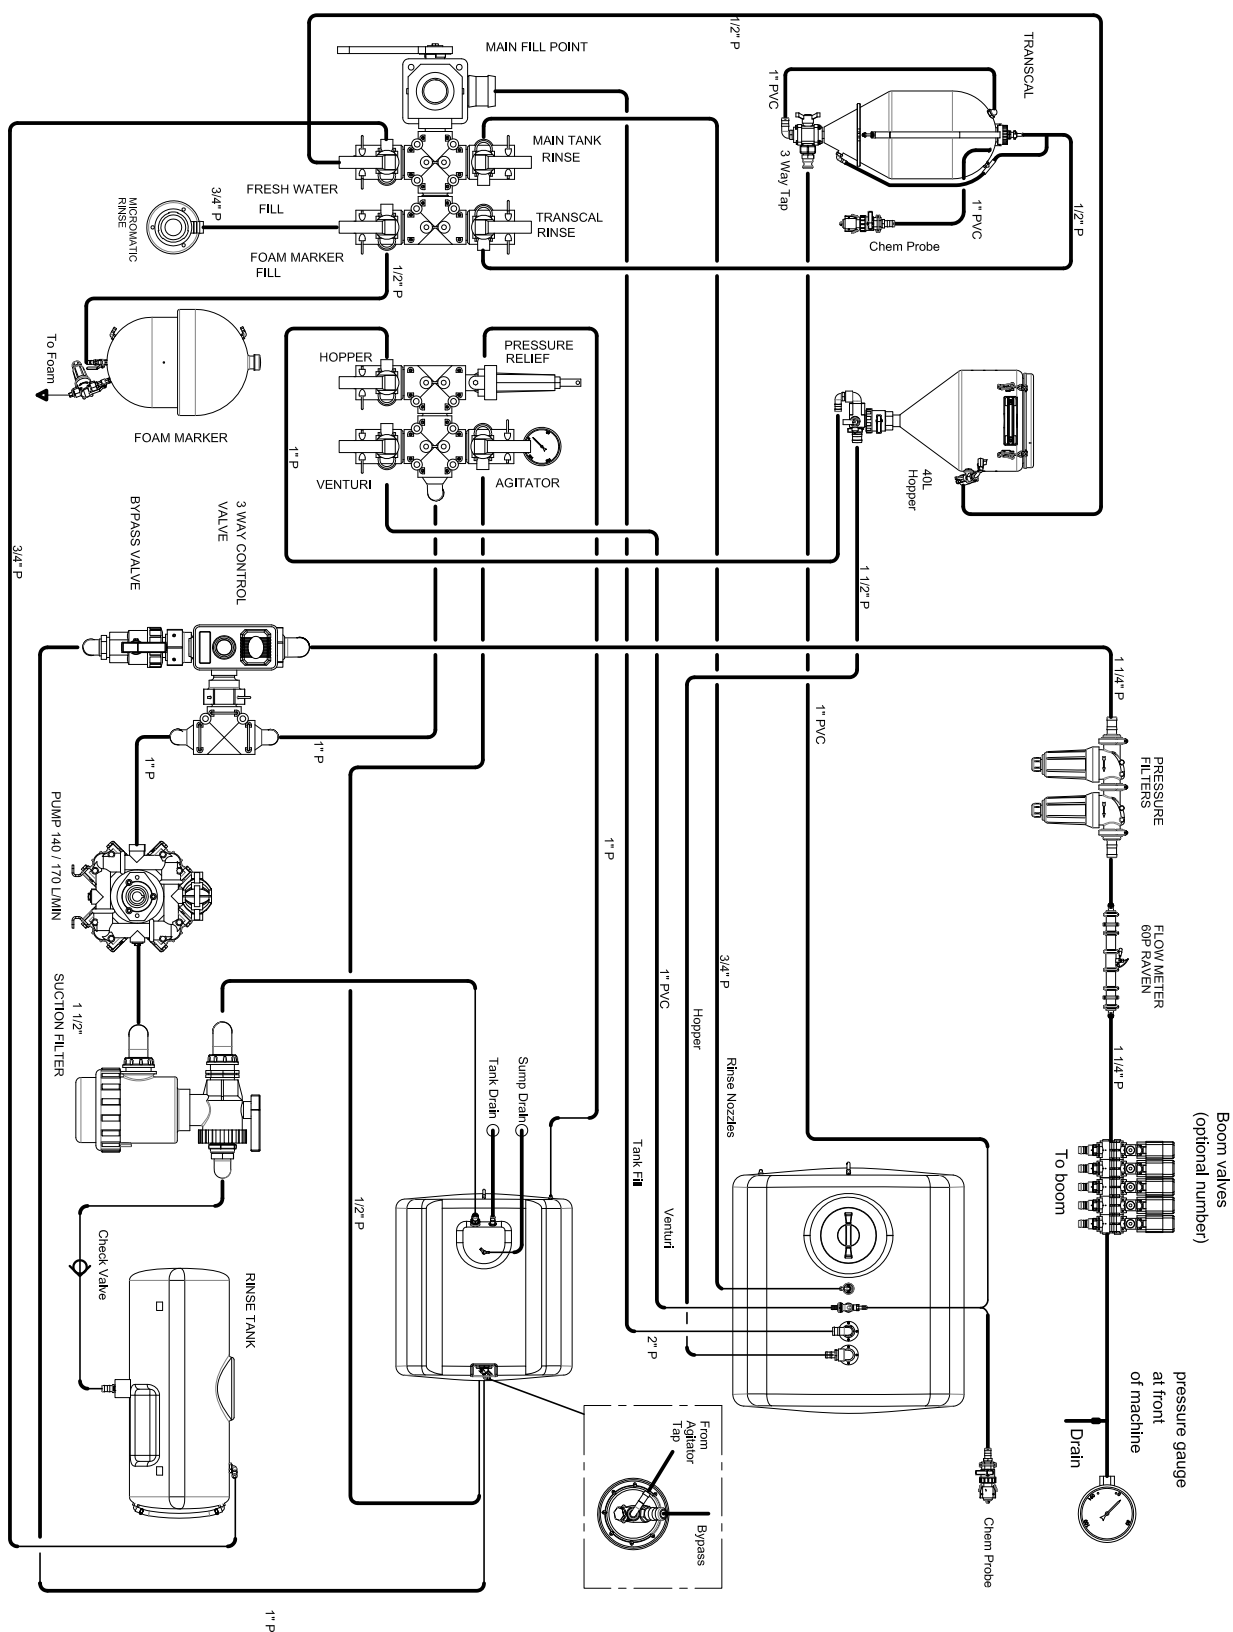 1/2" P
MAIN FILL POINT
1" PVC
TRANSCAL
MAIN TANK
RINSE
3 Way Tap
FRESH WATER
FILL
3/4" P
MICROMATIC
RINSE
TRANSCAL
RINSE
1" PVC
1/2" P
Chem Probe
FOAM MARKER
FILL
1/2" P
To Foam
HOPPER
PRESSURE
RELIEF
FOAM MARKER
1" P
VENTURI
AGITATOR
40L
Hopper
BYPASS VALVE
3 WAY CONTROL
VALVE
3/4" P
1 1/2" P
1 1/4" P
1" PVC
1" P
1" P
PRESSURE
FILTERS
PUMP 140 / 170 L/MIN
1" P
FLOW METER
60P RAVEN
3/4" P
1" PVC
1 1/2"
SUCTION FILTER
Hopper
1 1/4" P
Tank Drain
Sump Drain
Rinse Nozzles
Boom valves
(optional number)
To boom
Tank Fill
1/2" P
Venturi
Check Valve
RINSE TANK
2" P
pressure gauge
at front
of machine
Drain
From
Agitator
Tap
Bypass
Chem Probe
1" P